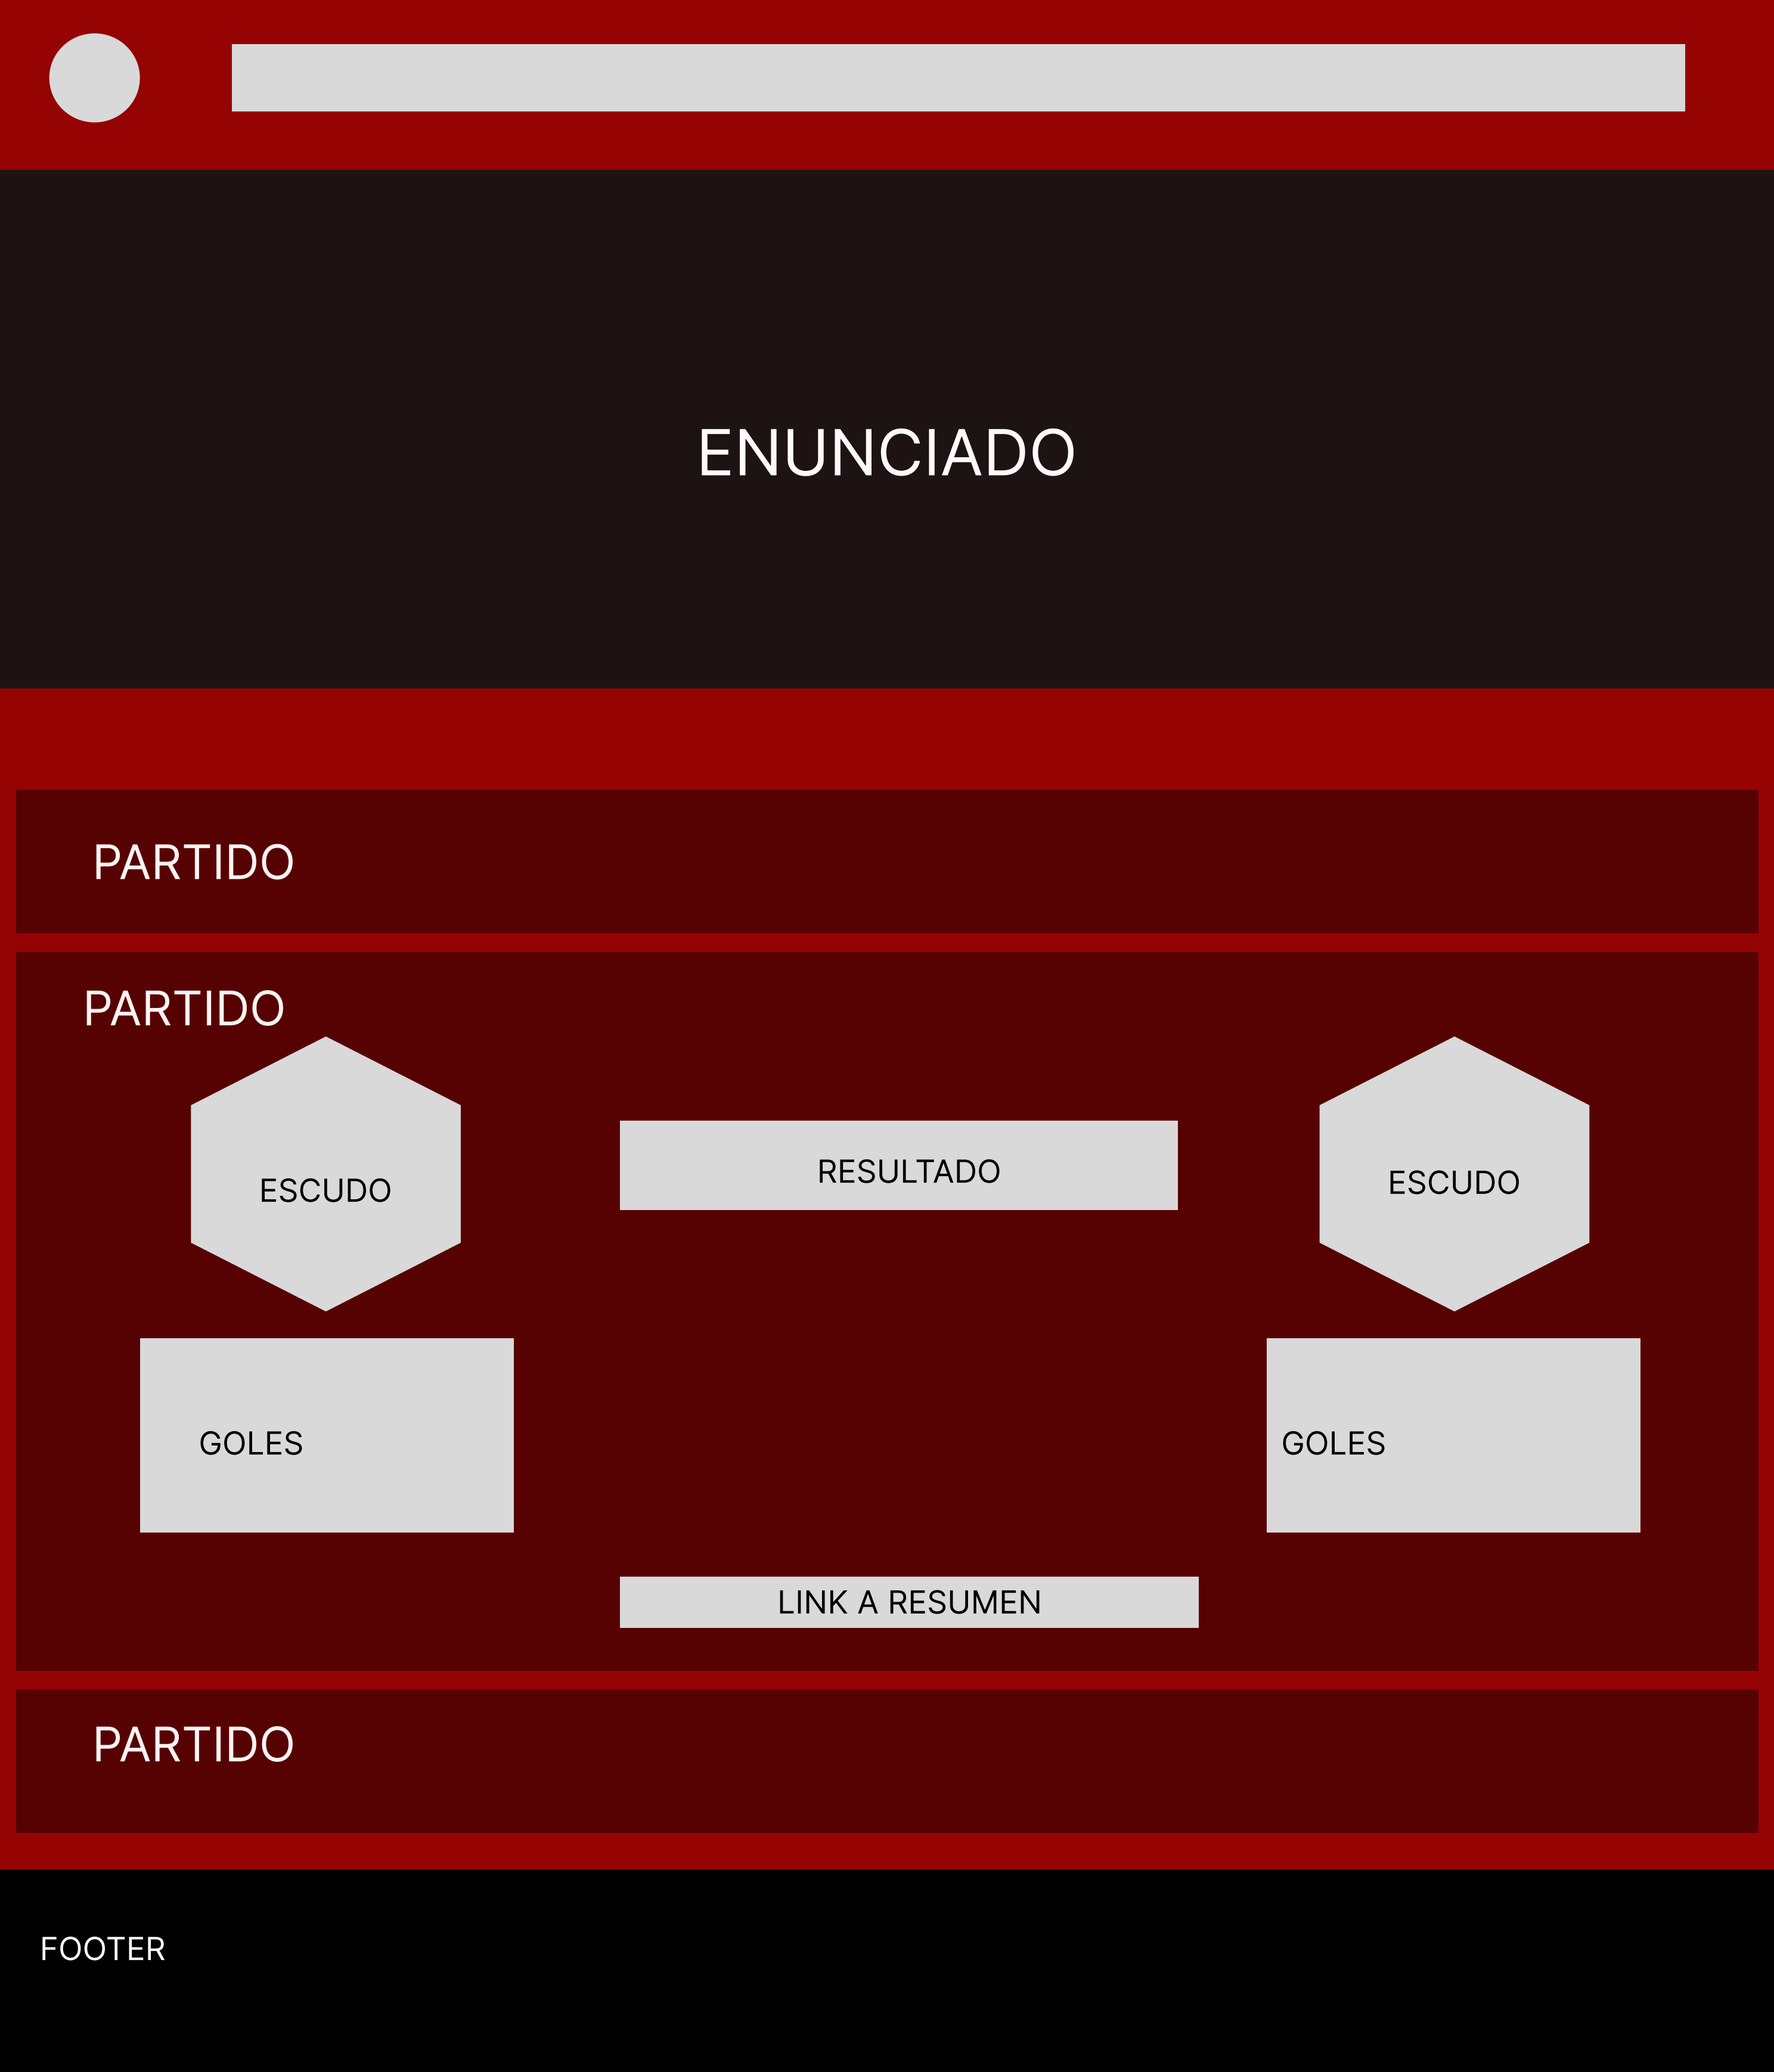 ENUNCIADO
PARTIDO
PARTIDO
ESCUDO
RESULTADO
ESCUDO
GOLES
GOLES
LINK A RESUMEN
PARTIDO
FOOTER